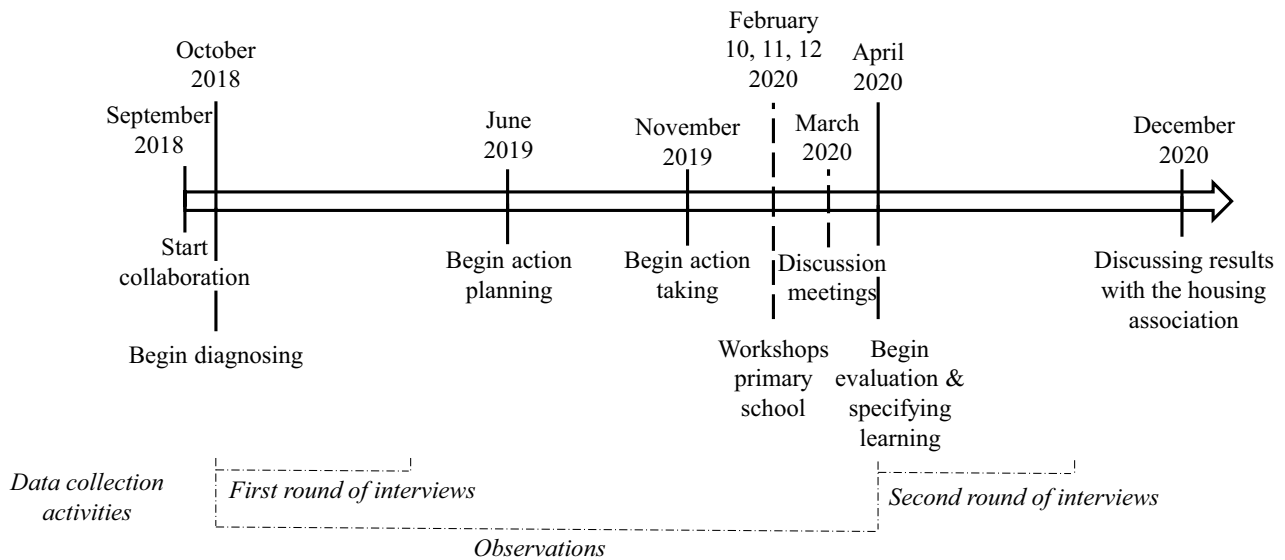 October
2018
September
2018
June
2019
November
2019
February
10, 11, 12
2020
March
2020
April
2020
December
2020
Start
collaboration
Begin diagnosing
Begin action
planning
Begin action
taking
Workshops
primary
school
Discussion
meetings
Begin
evaluation &
specifying
learning
Discussing results
with the housing
association
Data collection
activities
First round of interviews
Second round of interviews
Observations